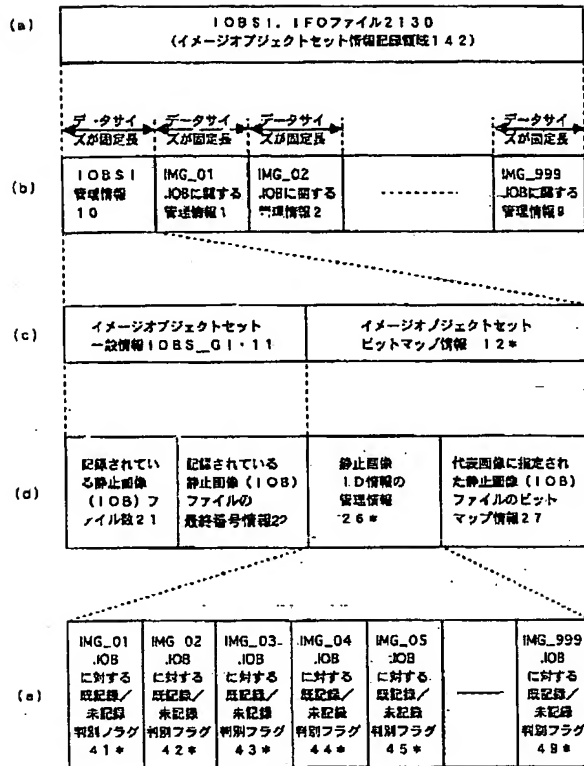 (a)
IOBSI. IFOファイル2130
(イメージオブジェクトセット情報記録領域142)
データサイ
ズが固定長
データサイ
ズが固定長
データサイ
ズが固定長
データサイ
ズが固定長
(b)
IOBSI
管理情報
10
IMG_01
.IOBに関する
管理情報1
IMG_02
.IOBに関する
管理情報2
IMG_999
.IOBに関する
管理情報9
(c)
イメージオブジェクトセット
一般情報IOBS_GI・11
イメージオブジェクトセット
ビットマップ情報 12*
(d)
記録されてい
る静止画像
(IOB)フ
ァイル数21
記録されている
静止画像(IOB)
ファイルの
最終番号情報22
静止画像
ID情報の
管理情報
26*
代表画像に指定され
た静止画像(IOB)
ファイルのビット
マップ情報27
(e)
IMG_01
.IOB
に対する
既記録/
未記録
判別フラグ
41*
IMG_02
.IOB
に対する
既記録/
未記録
判別フラグ
42*
IMG_03
.IOB
に対する
既記録/
未記録
判別フラグ
43*
IMG_04
.IOB
に対する
既記録/
未記録
判別フラグ
44*
IMG_05
.IOB
に対する
既記録/
未記録
判別フラグ
45*
IMG_999
.IOB
に対する
既記録/
未記録
判別フラグ
49*